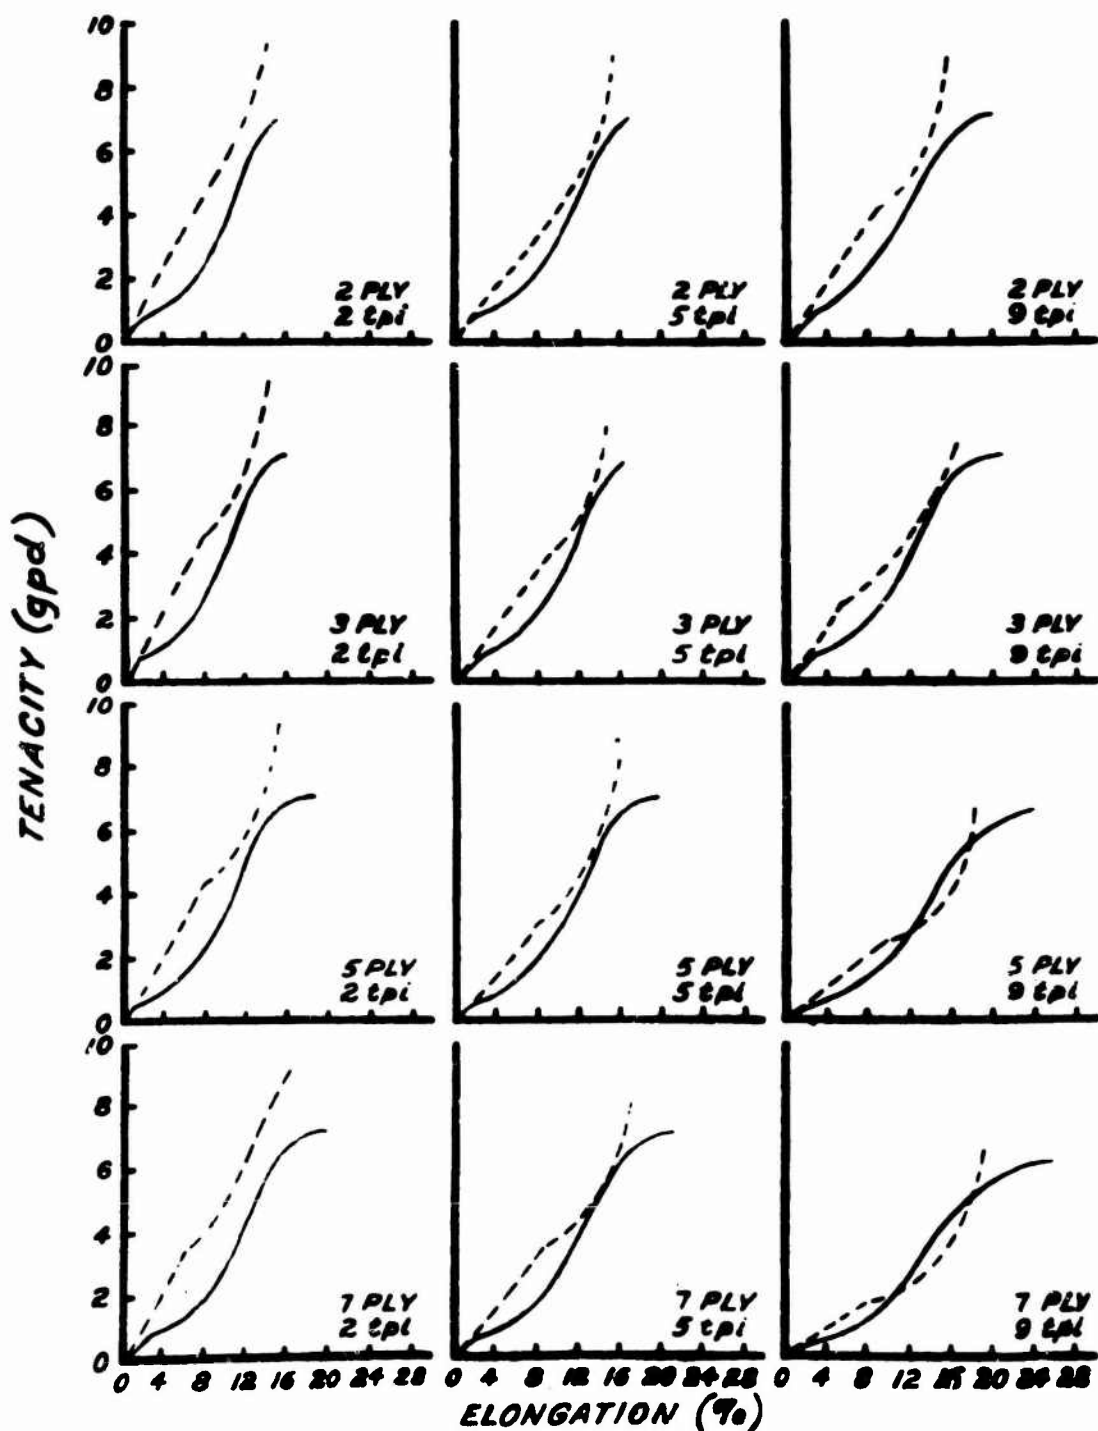 TENACITY (gpd)
10
8
6
4
2
0
2 PLY
2 tpi
2 PLY
5 tpi
2 PLY
9 tpi
10
8
6
4
2
0
3 PLY
2 tpi
3 PLY
5 tpi
3 PLY
9 tpi
10
8
6
4
2
0
5 PLY
2 tpi
5 PLY
5 tpi
5 PLY
9 tpi
10
8
6
4
2
0
7 PLY
2 tpi
7 PLY
5 tpi
7 PLY
9 tpi
0 4 8 12 16 20 24 28 0 4 8 12 16 20 24 28 0 4 8 12 16 20 24 28
ELONGATION (%)